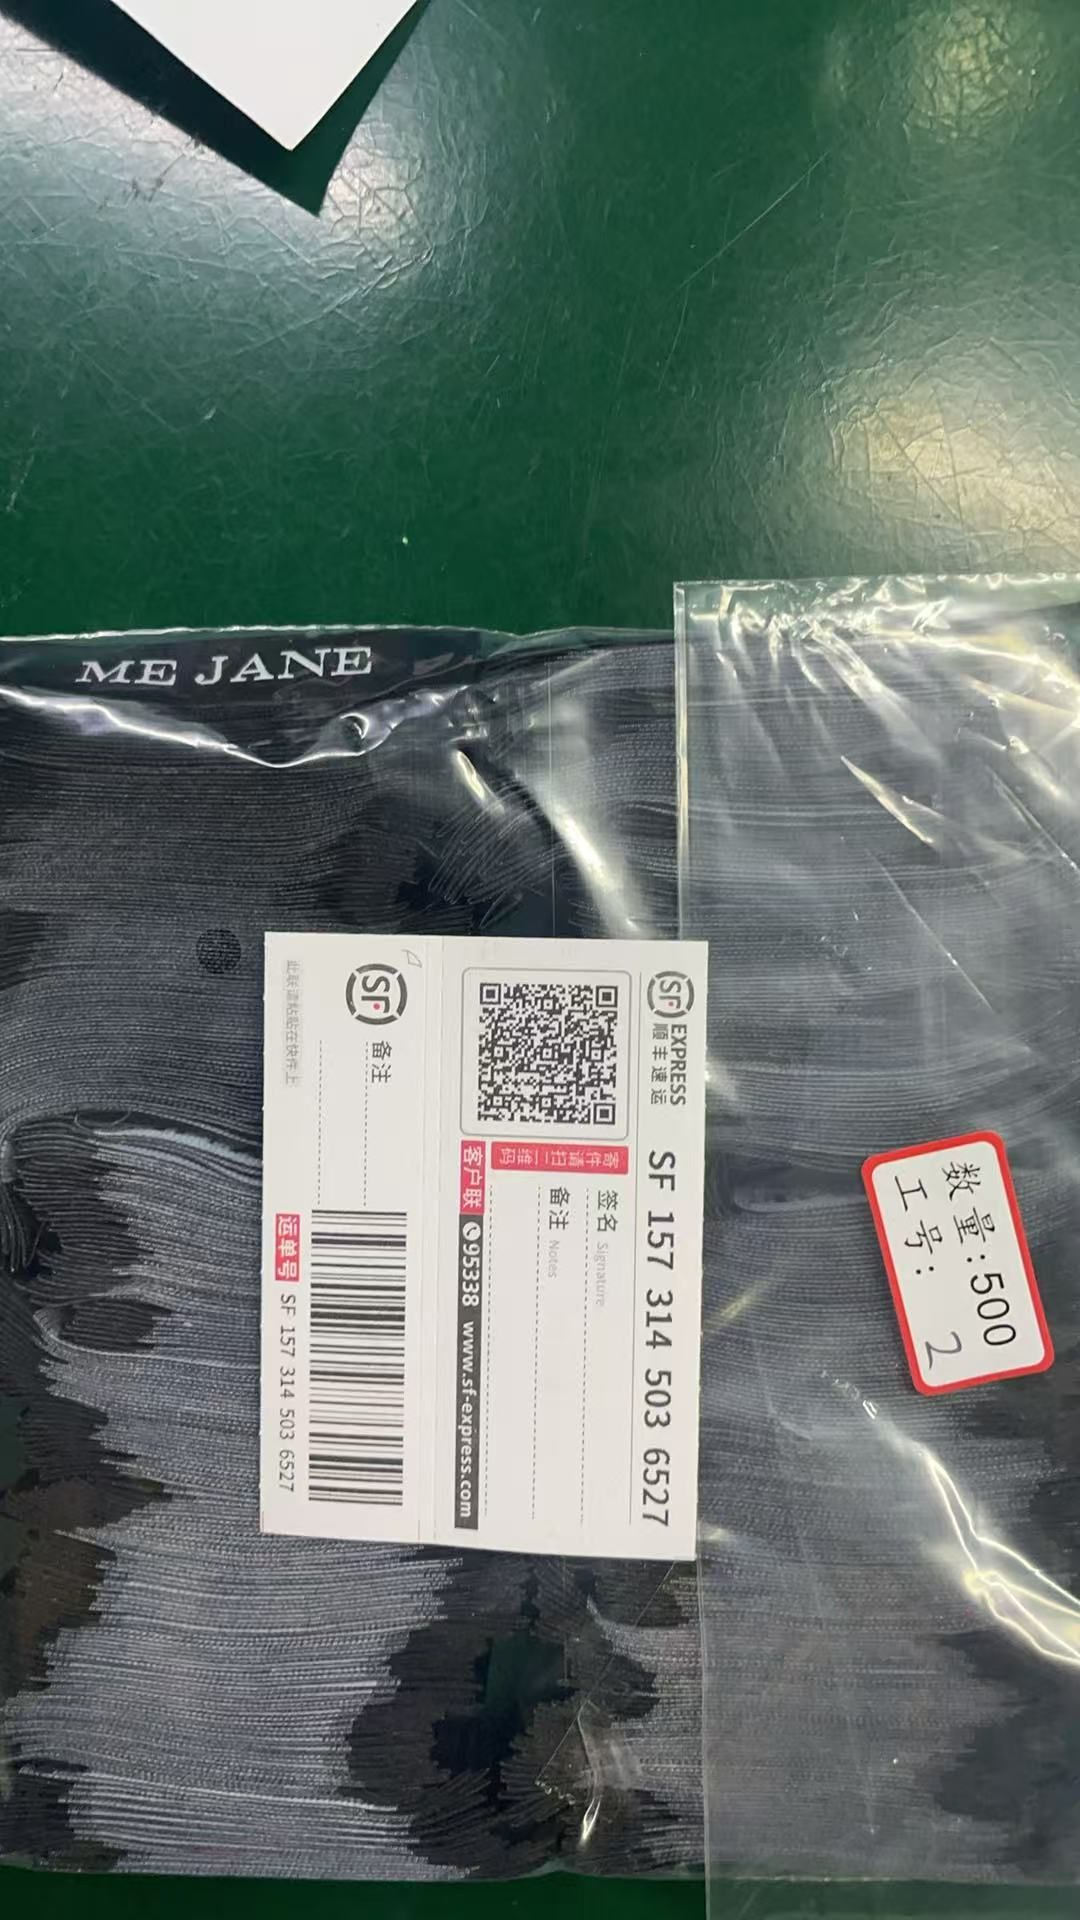 ME JANE
SF EXPRESS
顺丰速运
SF 157 314 503 6527
签名 Signature
备注 Notes
寄件请扫二维码
客户联
95338 www.sf-express.com
SF
备注
运单号 SF 157 314 503 6527
此联请粘贴在快件上
数量:500
工号: 2